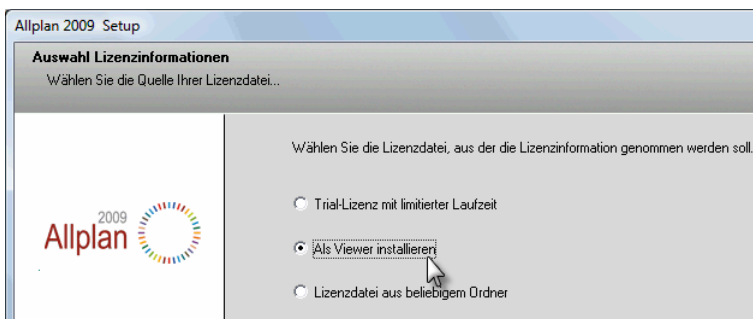 Allplan 2009 Setup
Auswahl Lizenzinformationen
Wählen Sie die Quelle Ihrer Lizenzdatei...
Wählen Sie die Lizenzdatei, aus der die Lizenzinformation genommen werden soll.
2009
Allplan
Trial-Lizenz mit limitierter Laufzeit
Als Viewer installieren
Lizenzdatei aus beliebigem Ordner